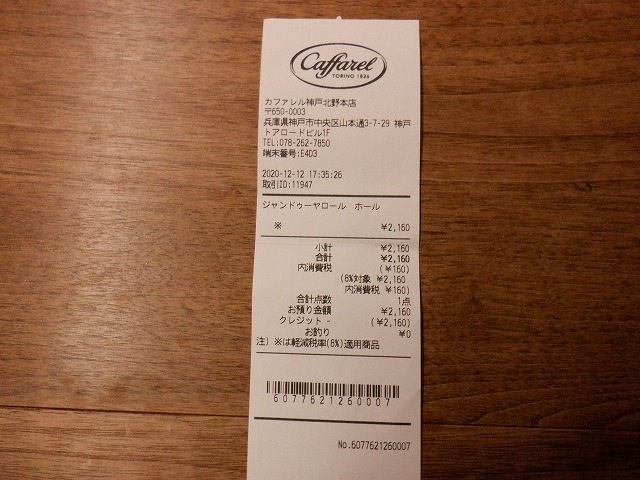 Caffarel
TORINO 1826
カファレル神戸北野本店
〒650-0003
兵庫県神戸市中央区山本通3-7-29 神戸
トアロードビル1F
TEL:078-262-7850
端末番号:E4D3
2020-12-12 17:35:26
取引ID:11947
ジャンドゥーヤロール ホール
※ ¥2,160
小計 ¥2,160
合計 ¥2,160
内消費税 (¥160)
(8%対象 ¥2,160
内消費税 ¥160)
合計点数 1点
お預り金額 ¥2,160
クレジット - (¥2,160)
お釣り ¥0
注) ※は軽減税率(8%)適用商品
6077621260007
No.6077621260007